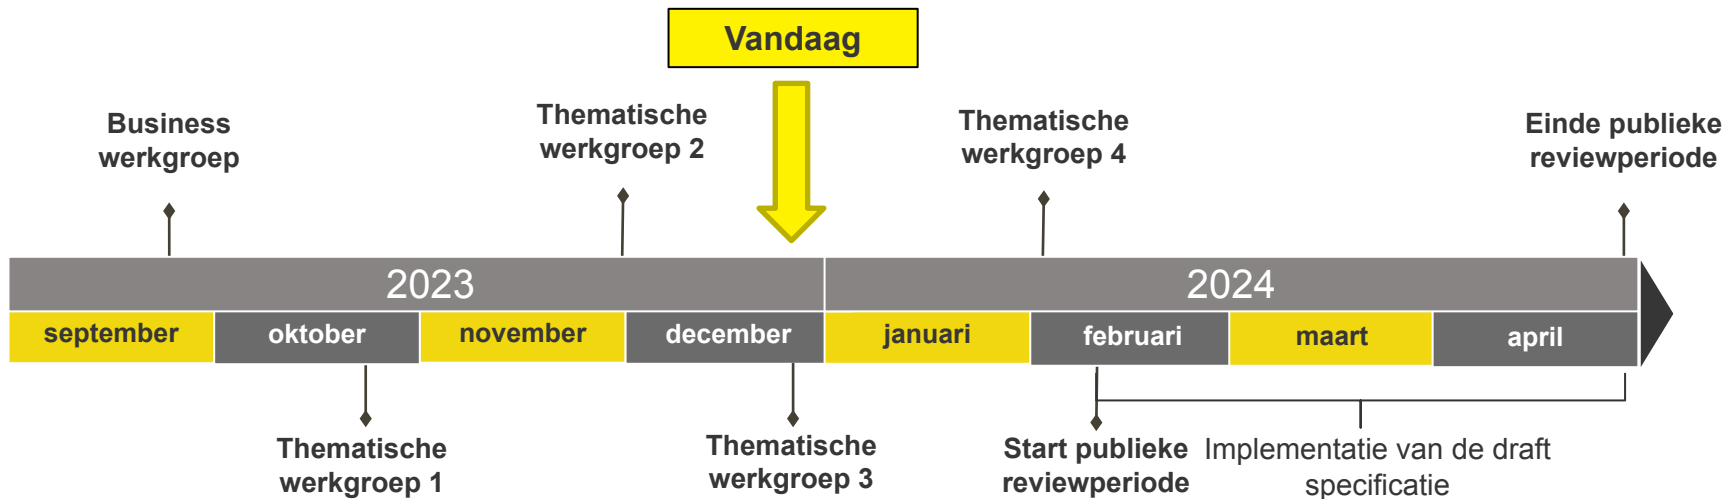 Vandaag
Business
werkgroep
Thematische
werkgroep 2
Thematische
werkgroep 4
Einde publieke
reviewperiode
2023
2024
september
oktober
november
december
januari
februari
maart
april
Thematische
werkgroep 1
Thematische
werkgroep 3
Start publieke
reviewperiode
Implementatie van de draft
specificatie